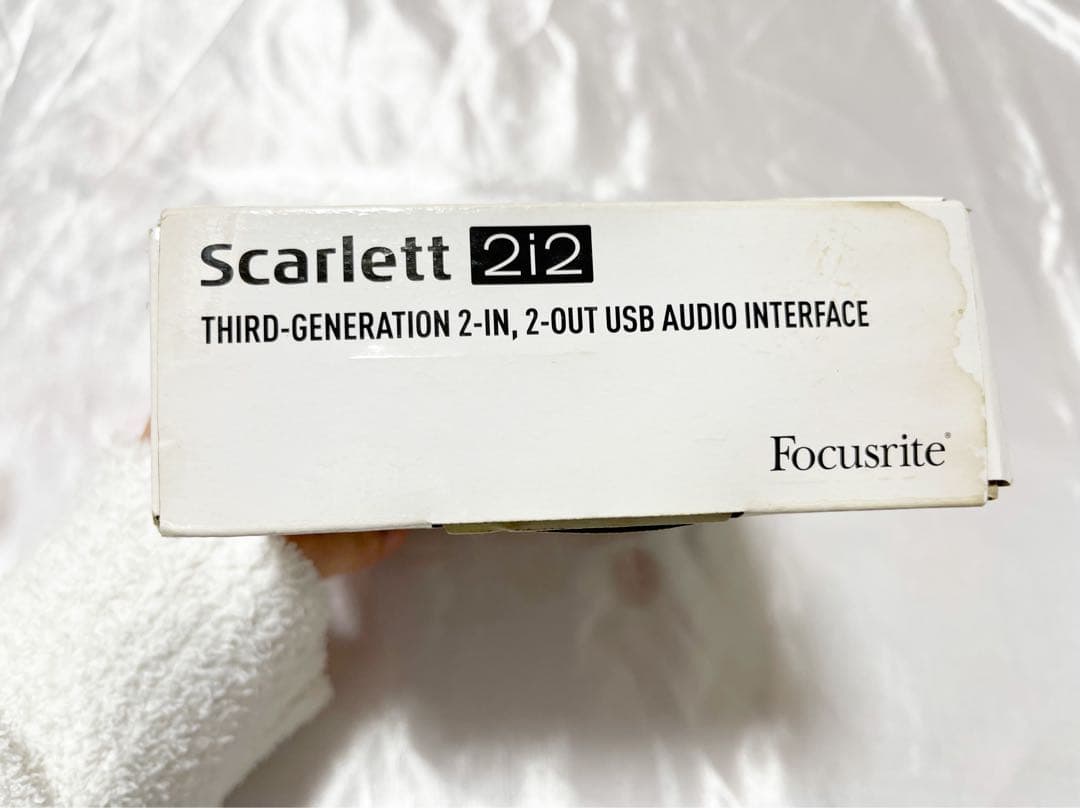 Scarlett 2i2
THIRD-GENERATION 2-IN, 2-OUT USB AUDIO INTERFACE
Focusrite®